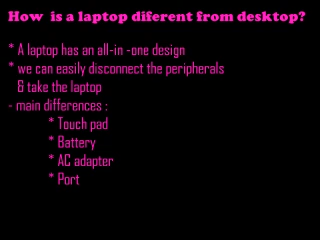 How is a laptop diferent from desktop?
* A laptop has an all-in -one design
* we can easily disconnect the peripherals
& take the laptop
- main differences :
* Touch pad
* Battery
* AC adapter
* Port